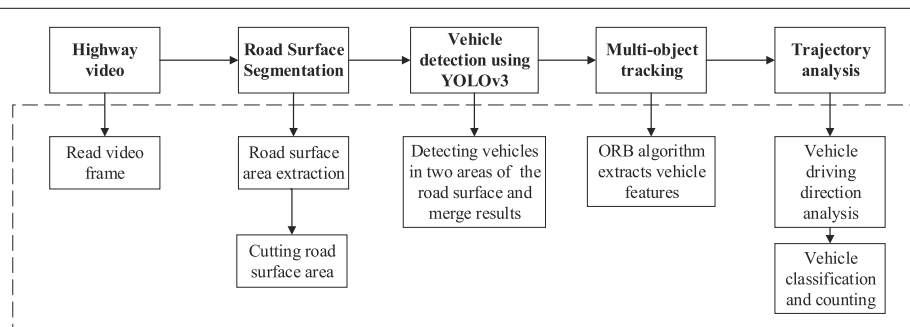 Highway
video
Road Surface
Segmentation
Vehicle
detection using
YOLOv3
Multi-object
tracking
Trajectory
analysis
Read video
frame
Road surface
area extraction
Cutting road
surface area
Detecting vehicles
in two areas of the
road surface and
merge results
ORB algorithm
extracts vehicle
features
Vehicle
driving
direction
analysis
Vehicle
classification
and counting